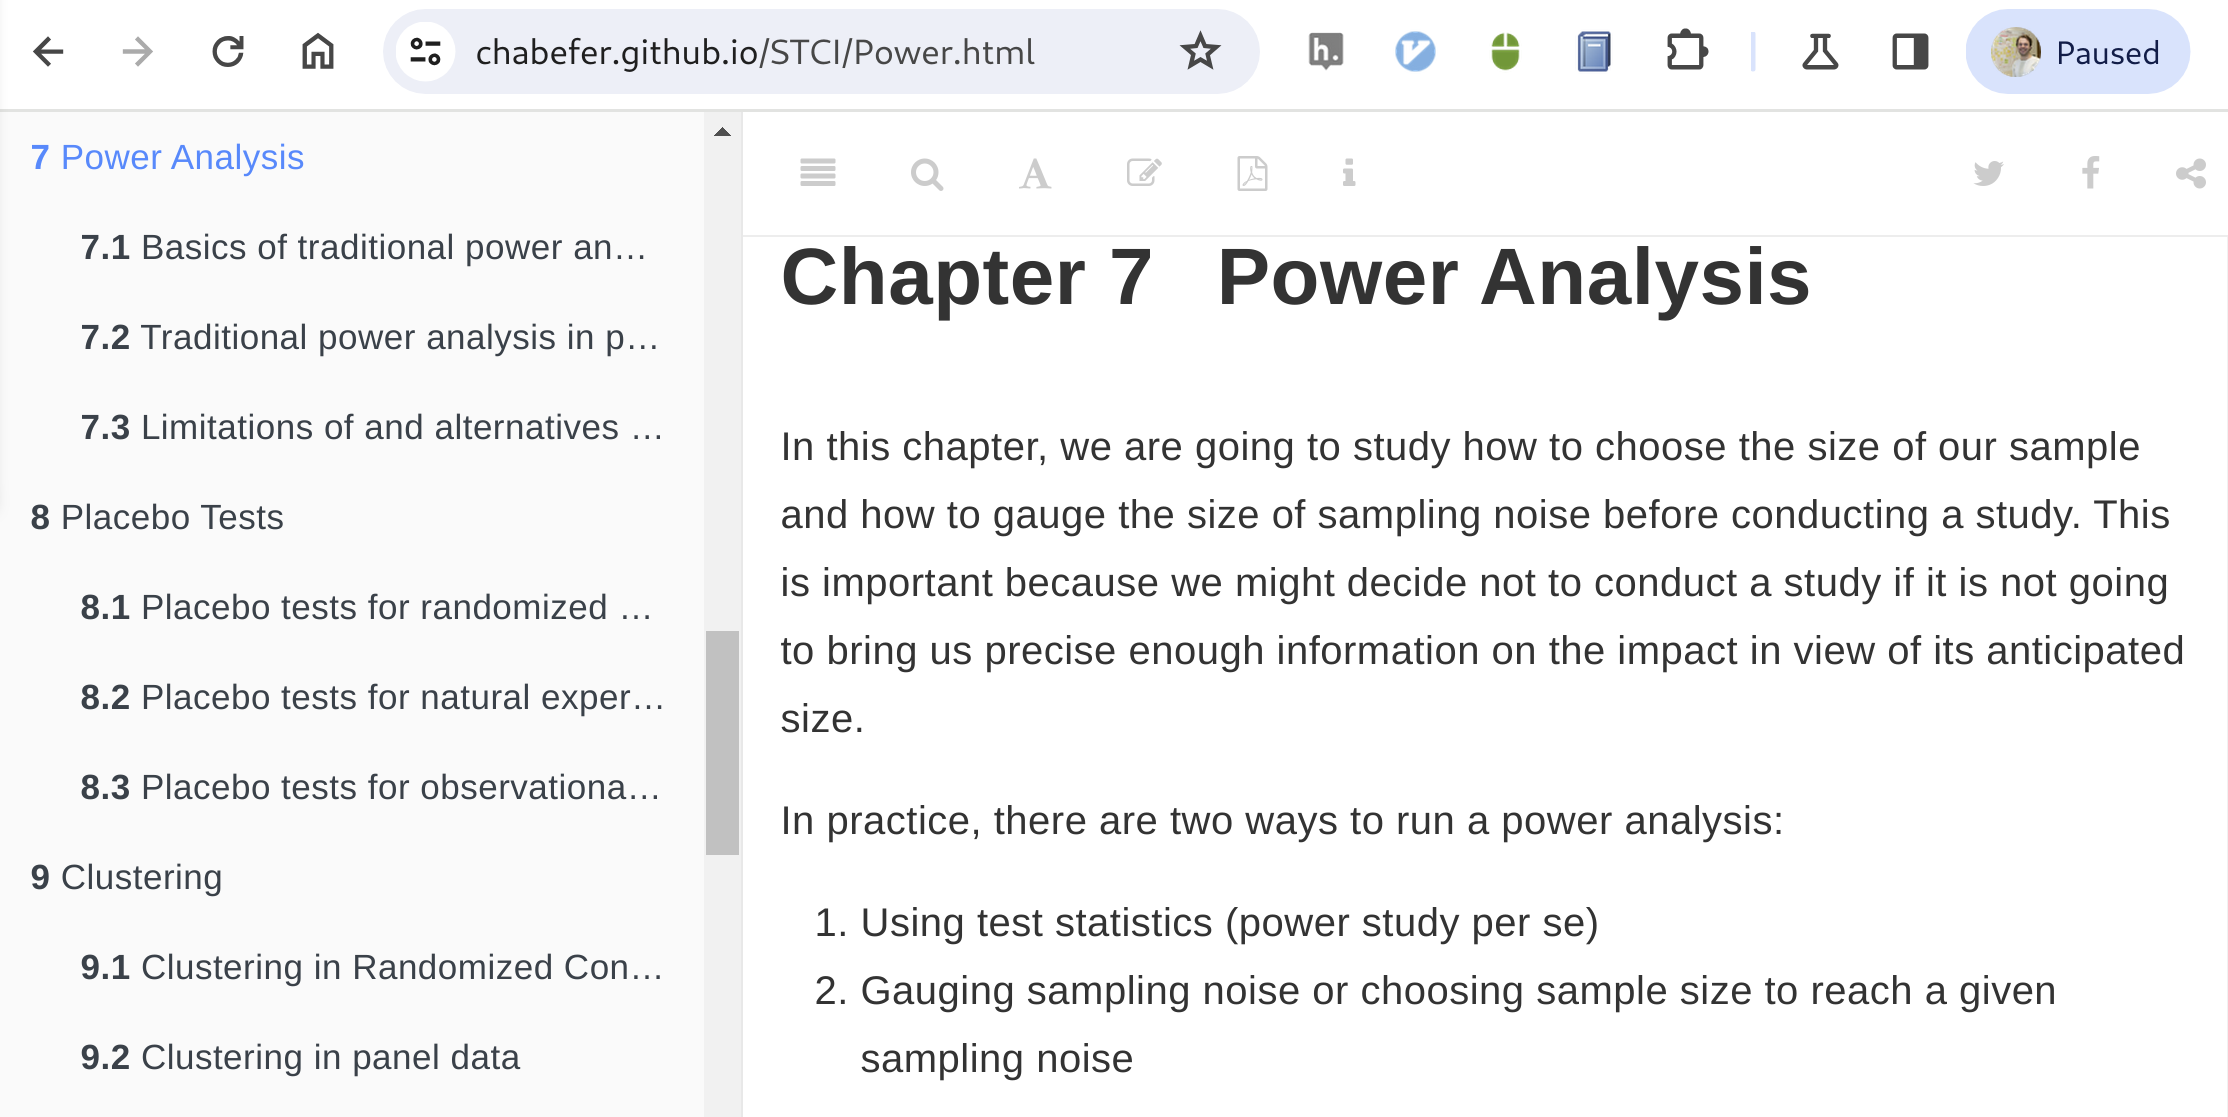 chabefer.github.io/STCI/Power.html
h.
Paused
7 Power Analysis
7.1 Basics of traditional power an…
7.2 Traditional power analysis in p…
7.3 Limitations of and alternatives …
8 Placebo Tests
8.1 Placebo tests for randomized …
8.2 Placebo tests for natural exper…
8.3 Placebo tests for observationa…
9 Clustering
9.1 Clustering in Randomized Con…
9.2 Clustering in panel data
Chapter 7 Power Analysis
In this chapter, we are going to study how to choose the size of our sample
and how to gauge the size of sampling noise before conducting a study. This
is important because we might decide not to conduct a study if it is not going
to bring us precise enough information on the impact in view of its anticipated
size.
In practice, there are two ways to run a power analysis:
1. Using test statistics (power study per se)
2. Gauging sampling noise or choosing sample size to reach a given
sampling noise